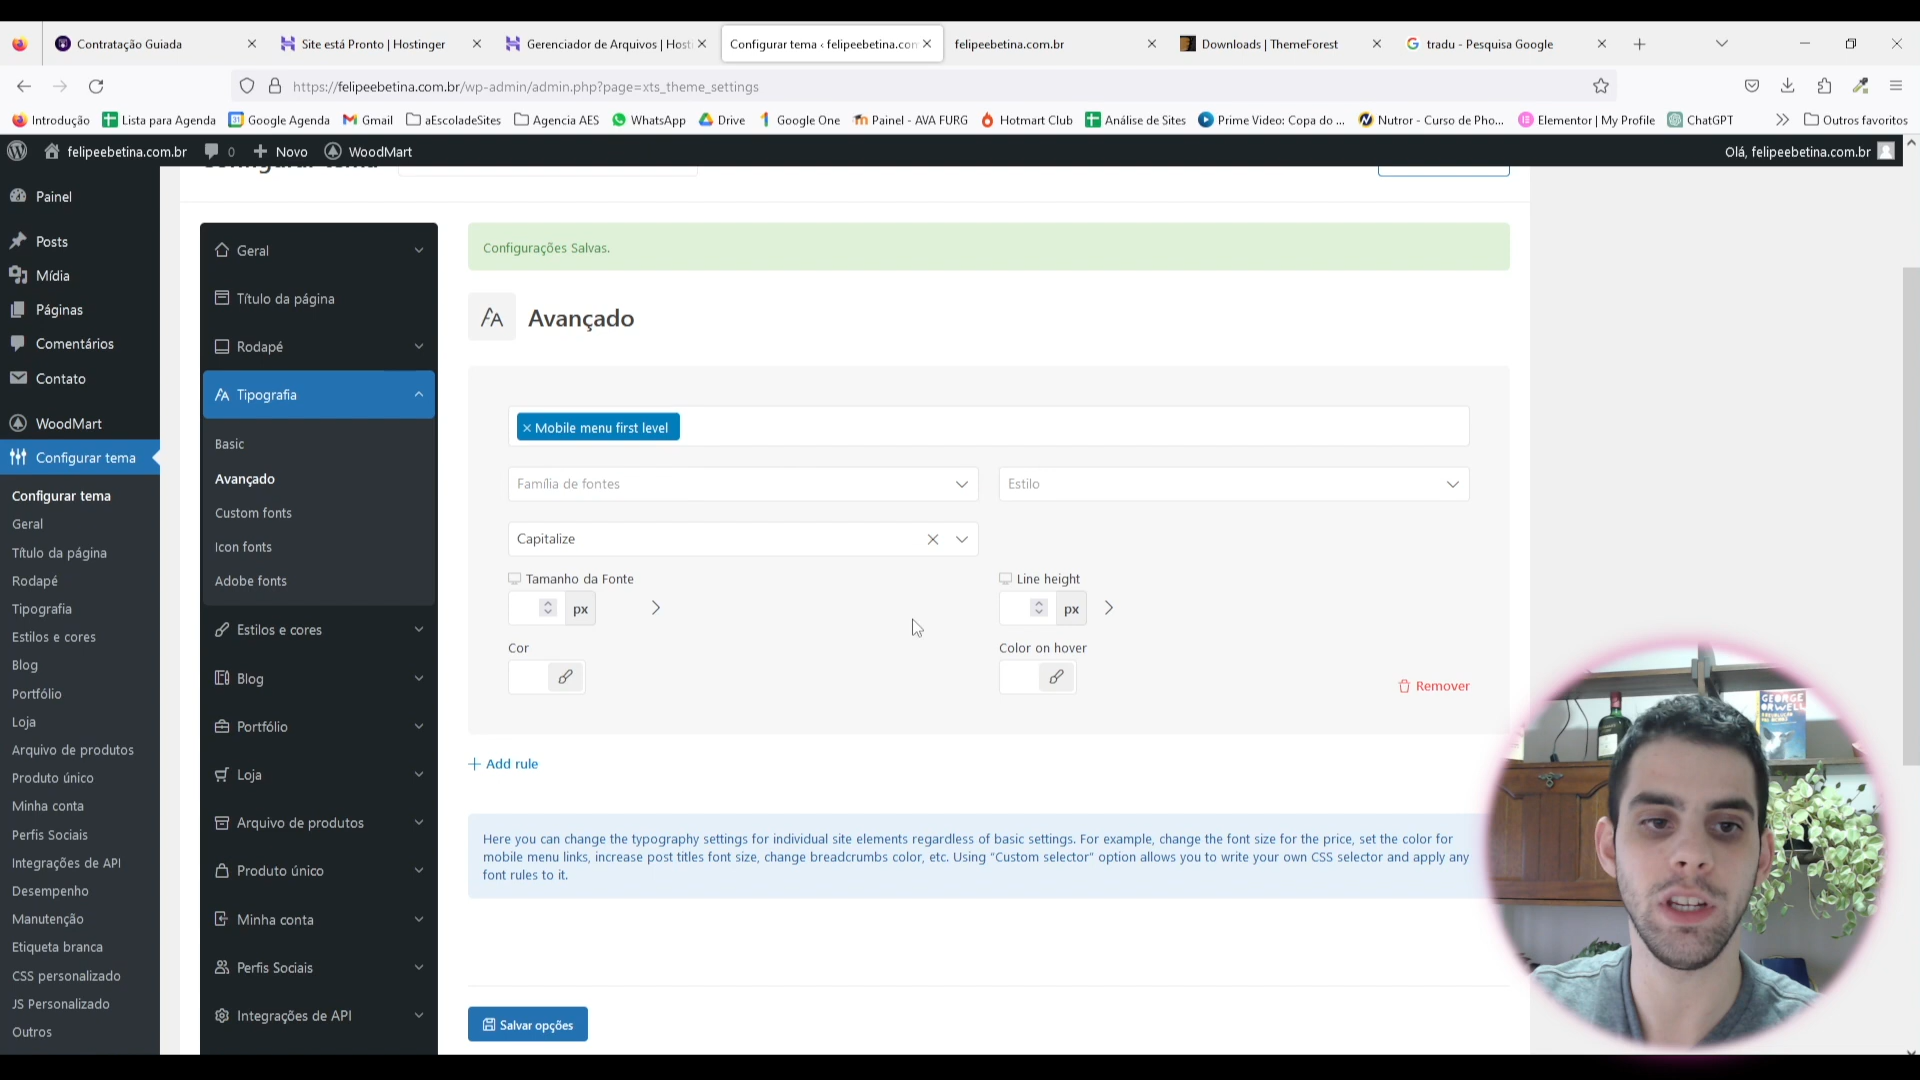 Contratação Guiada
Site está Pronto | Hostinger
Gerenciador de Arquivos | Host
Configurar tema ‹ felipeebetina.com
felipeebetina.com.br
Downloads | ThemeForest
tradu - Pesquisa Google
https://felipeebetina.com.br/wp-admin/admin.php?page=xts_theme_settings
Introdução
Lista para Agenda
Google Agenda
Gmail
aEscoladeSites
Agencia AES
WhatsApp
Drive
Google One
Painel - AVA FURG
Hotmart Club
Análise de Sites
Prime Video: Copa do ...
Nutror - Curso de Pho...
Elementor | My Profile
ChatGPT
Outros favoritos
felipeebetina.com.br
0
Novo
WoodMart
Olá, felipeebetina.com.br
Configurar tema
Painel
Posts
Mídia
Páginas
Comentários
Contato
WoodMart
Configurar tema
Configurar tema
Geral
Título da página
Rodapé
Tipografia
Estilos e cores
Blog
Portfólio
Loja
Arquivo de produtos
Produto único
Minha conta
Perfis Sociais
Integrações de API
Desempenho
Manutenção
Etiqueta branca
CSS personalizado
JS Personalizado
Outros
Geral
Título da página
Rodapé
Tipografia
Basic
Avançado
Custom fonts
Icon fonts
Adobe fonts
Estilos e cores
Blog
Portfólio
Loja
Arquivo de produtos
Produto único
Minha conta
Perfis Sociais
Integrações de API
Configurações Salvas.
Avançado
× Mobile menu first level
Família de fontes
Estilo
Capitalize
Tamanho da Fonte
Line height
px
px
Cor
Color on hover
Remover
Add rule
Here you can change the typography settings for individual site elements regardless of basic settings. For example, change the font size for the price, set the color for
mobile menu links, increase post titles font size, change breadcrumbs color, etc. Using “Custom selector” option allows you to write your own CSS selector and apply any
font rules to it.
Salvar opções
GEORGE
ORWELL